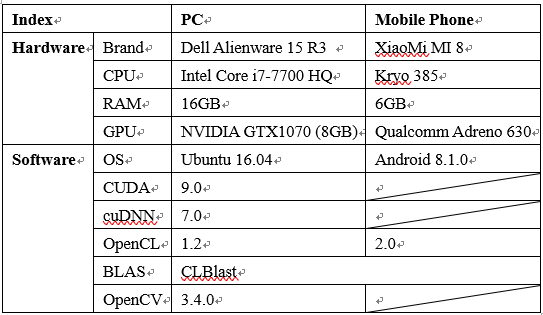 Index PC Mobile Phone
Hardware Brand Dell Alienware 15 R3 XiaoMi MI 8
CPU Intel Core i7-7700 HQ Kryo 385
RAM 16GB 6GB
GPU NVIDIA GTX1070 (8GB) Qualcomm Adreno 630
Software OS Ubuntu 16.04 Android 8.1.0
CUDA 9.0
cuDNN 7.0
OpenCL 1.2 2.0
BLAS CLBlast
OpenCV 3.4.0